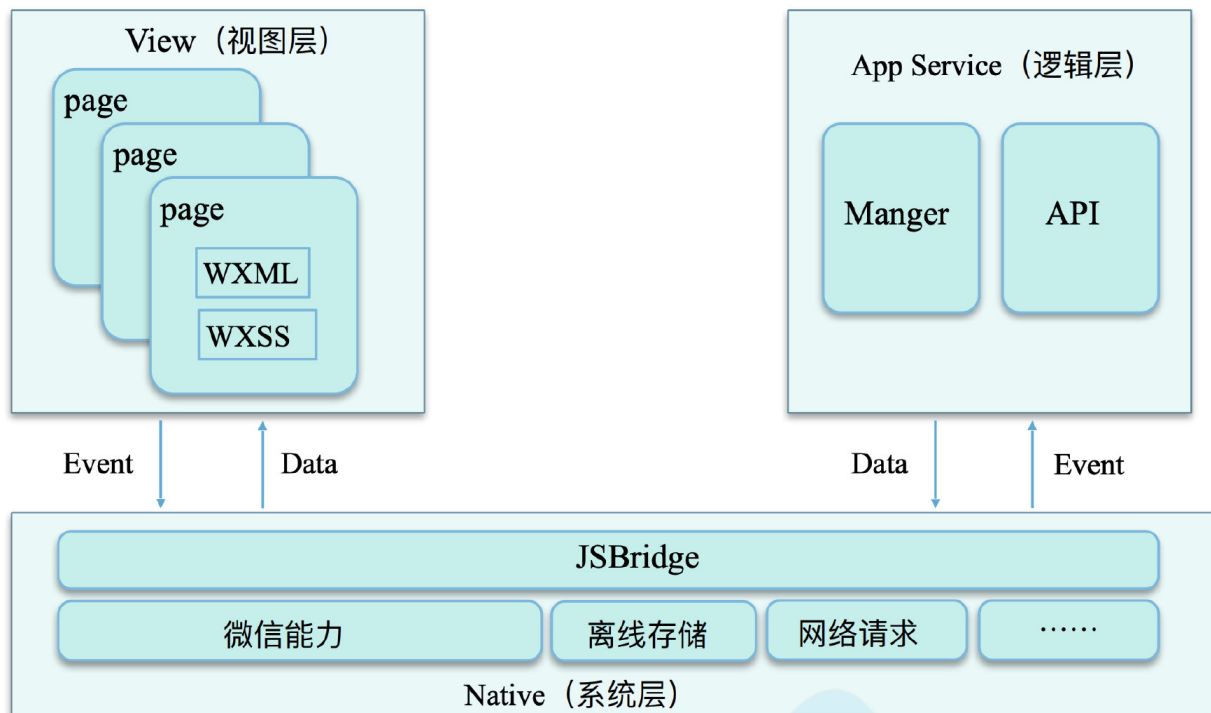 View（视图层）
page
page
page
WXML
WXSS
App Service（逻辑层）
Manger
API
Event
Data
Data
Event
JSBridge
微信能力
离线存储
网络请求
……
Native（系统层）